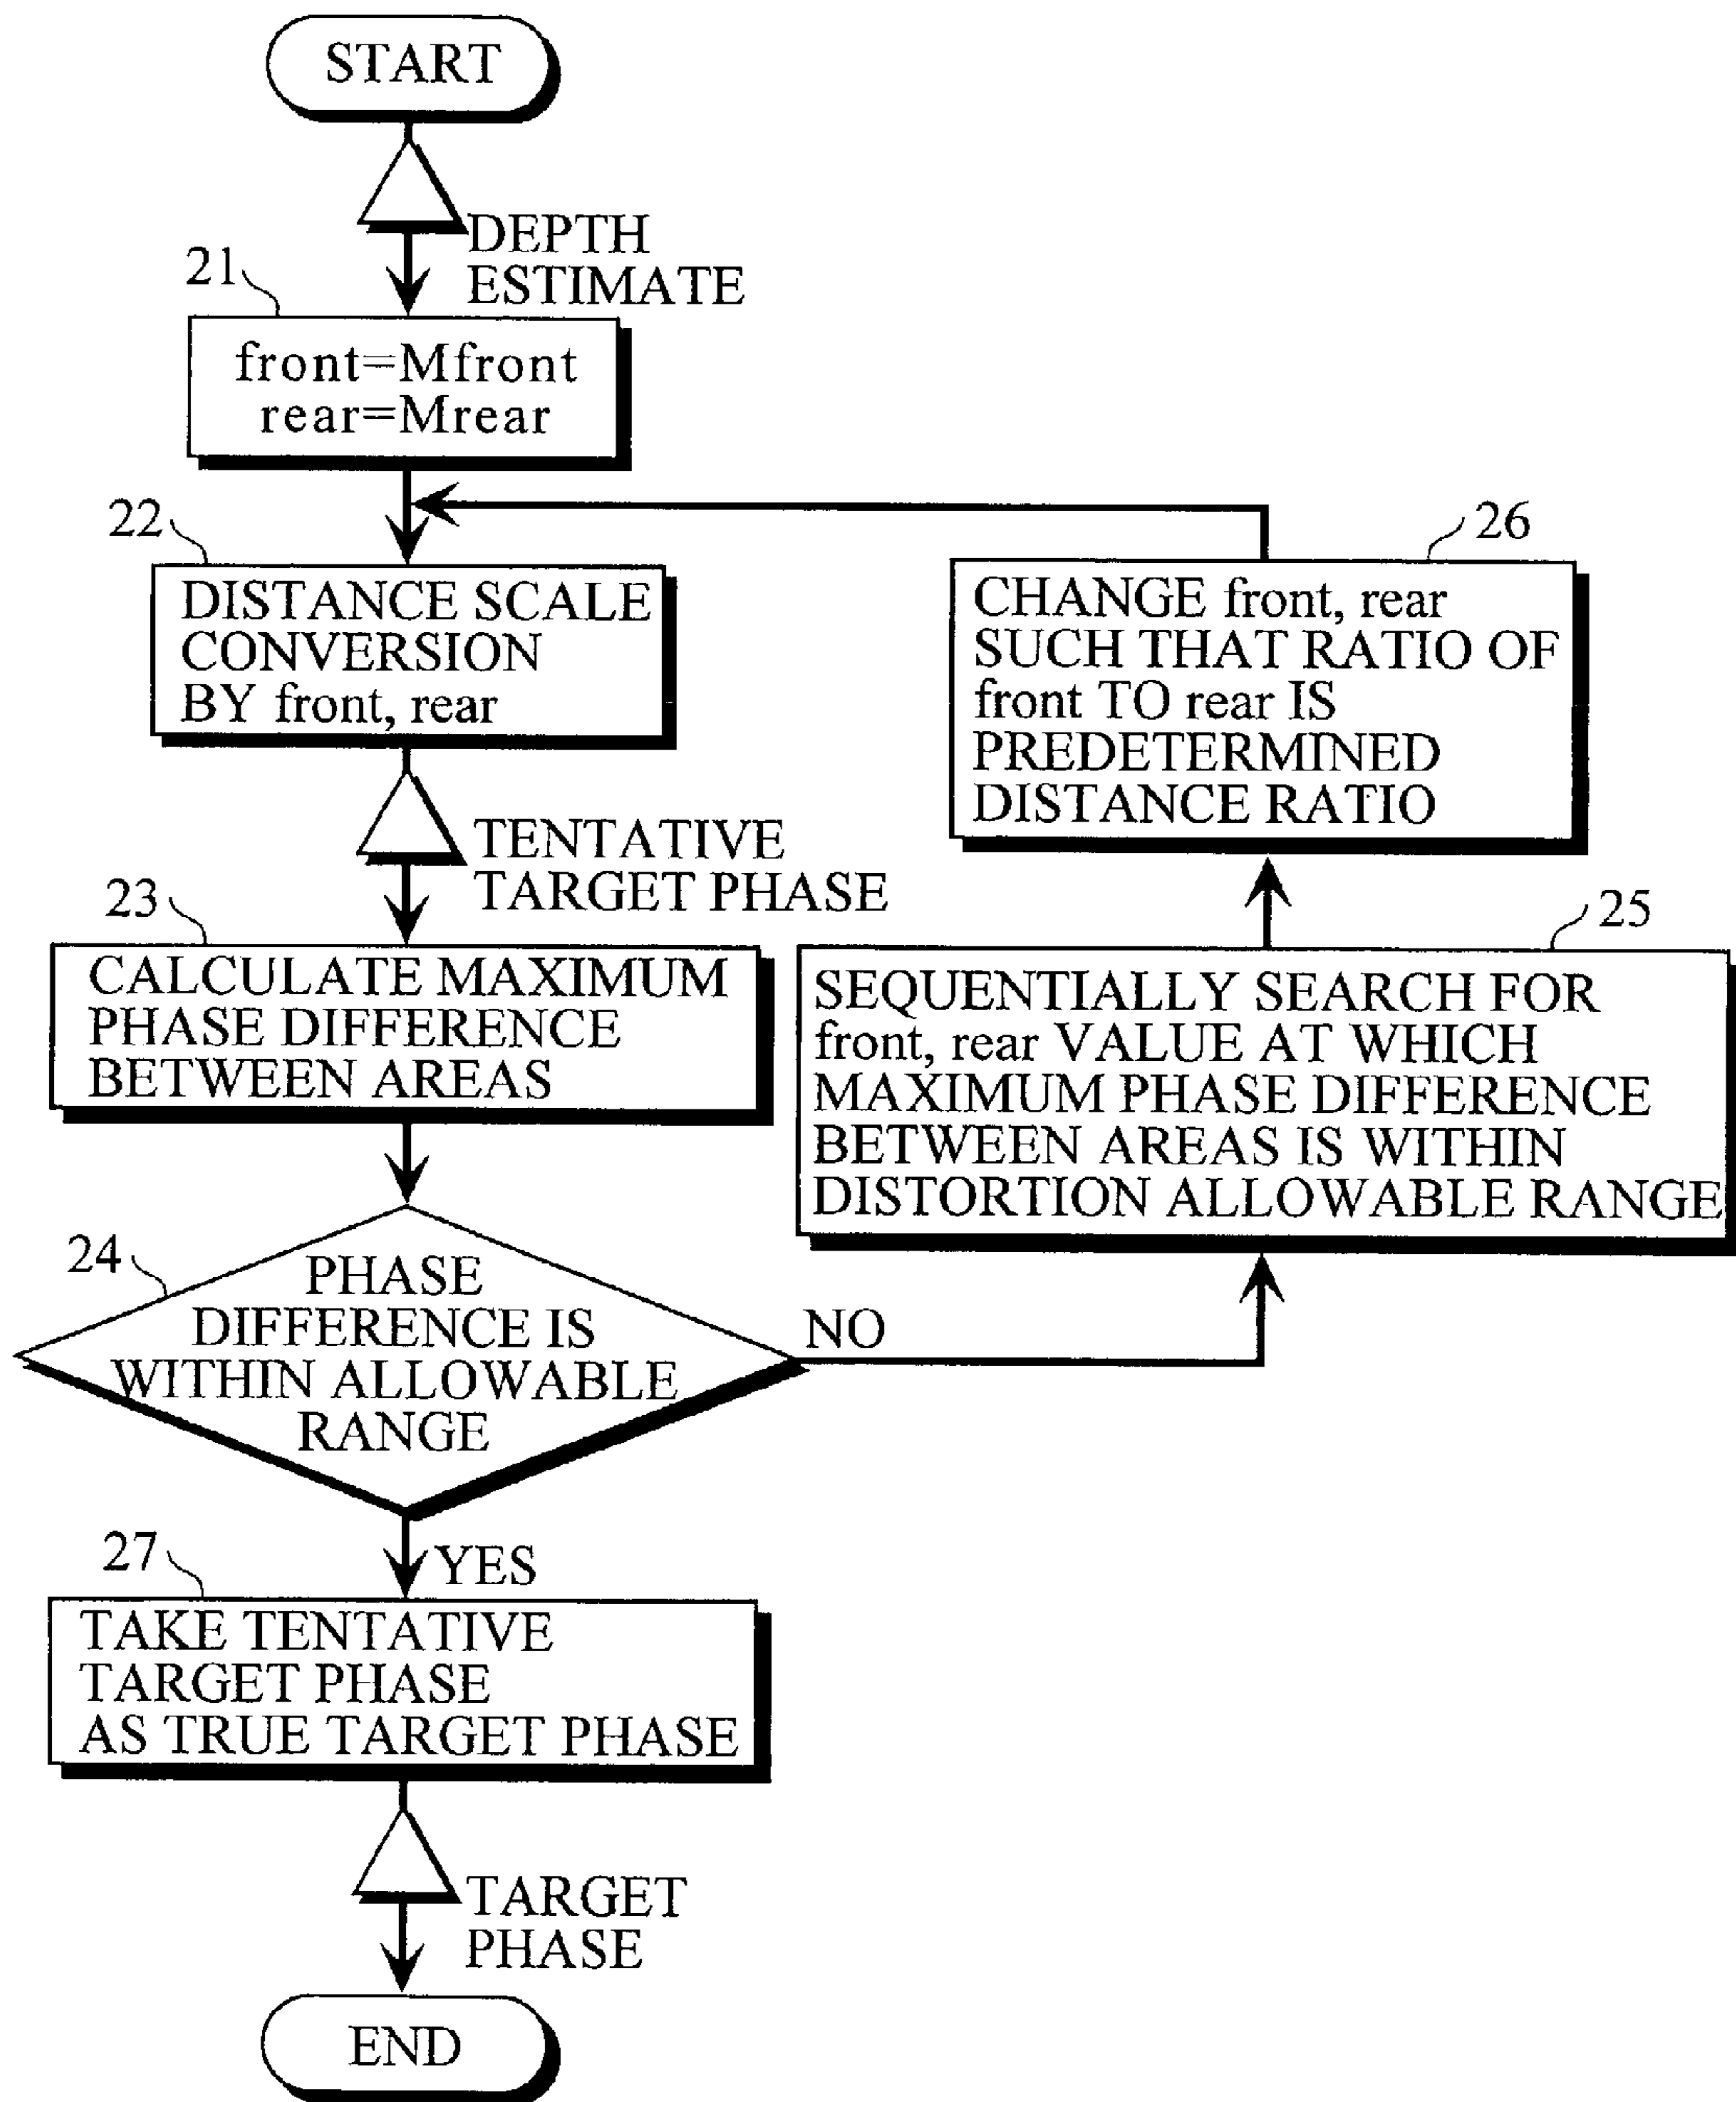 START
DEPTH
ESTIMATE
21
front=Mfront
rear=Mrear
22
DISTANCE SCALE
CONVERSION
BY front, rear
TENTATIVE
TARGET PHASE
23
CALCULATE MAXIMUM
PHASE DIFFERENCE
BETWEEN AREAS
24
PHASE
DIFFERENCE IS
WITHIN ALLOWABLE
RANGE
NO
25
SEQUENTIALLY SEARCH FOR
front, rear VALUE AT WHICH
MAXIMUM PHASE DIFFERENCE
BETWEEN AREAS IS WITHIN
DISTORTION ALLOWABLE RANGE
26
CHANGE front, rear
SUCH THAT RATIO OF
front TO rear IS
PREDETERMINED
DISTANCE RATIO
YES
27
TAKE TENTATIVE
TARGET PHASE
AS TRUE TARGET PHASE
TARGET
PHASE
END